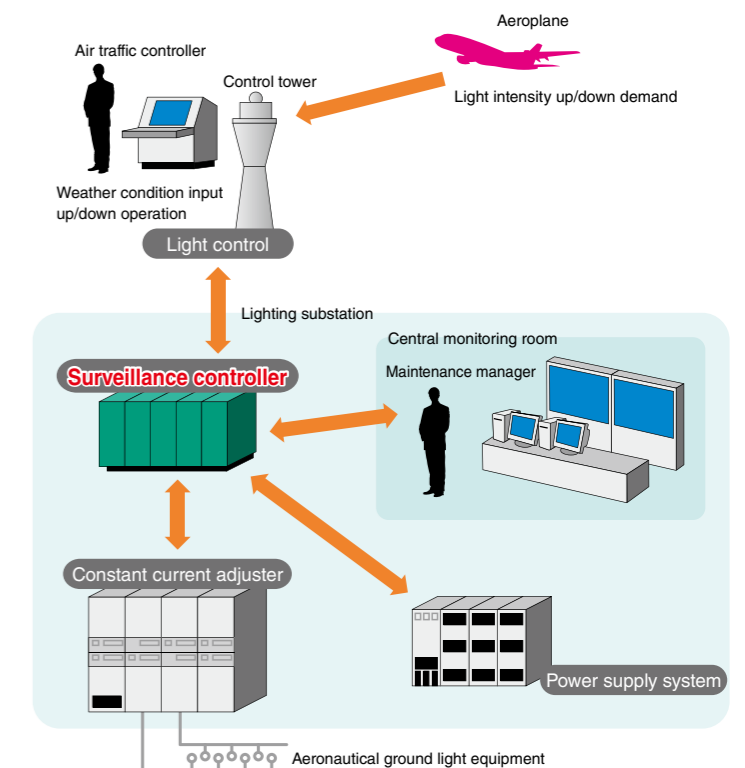 Aeroplane
Air traffic controller
Control tower
Light intensity up/down demand
Weather condition input
up/down operation
Light control
Lighting substation
Central monitoring room
Surveillance controller
Maintenance manager
Constant current adjuster
Power supply system
Aeronautical ground light equipment